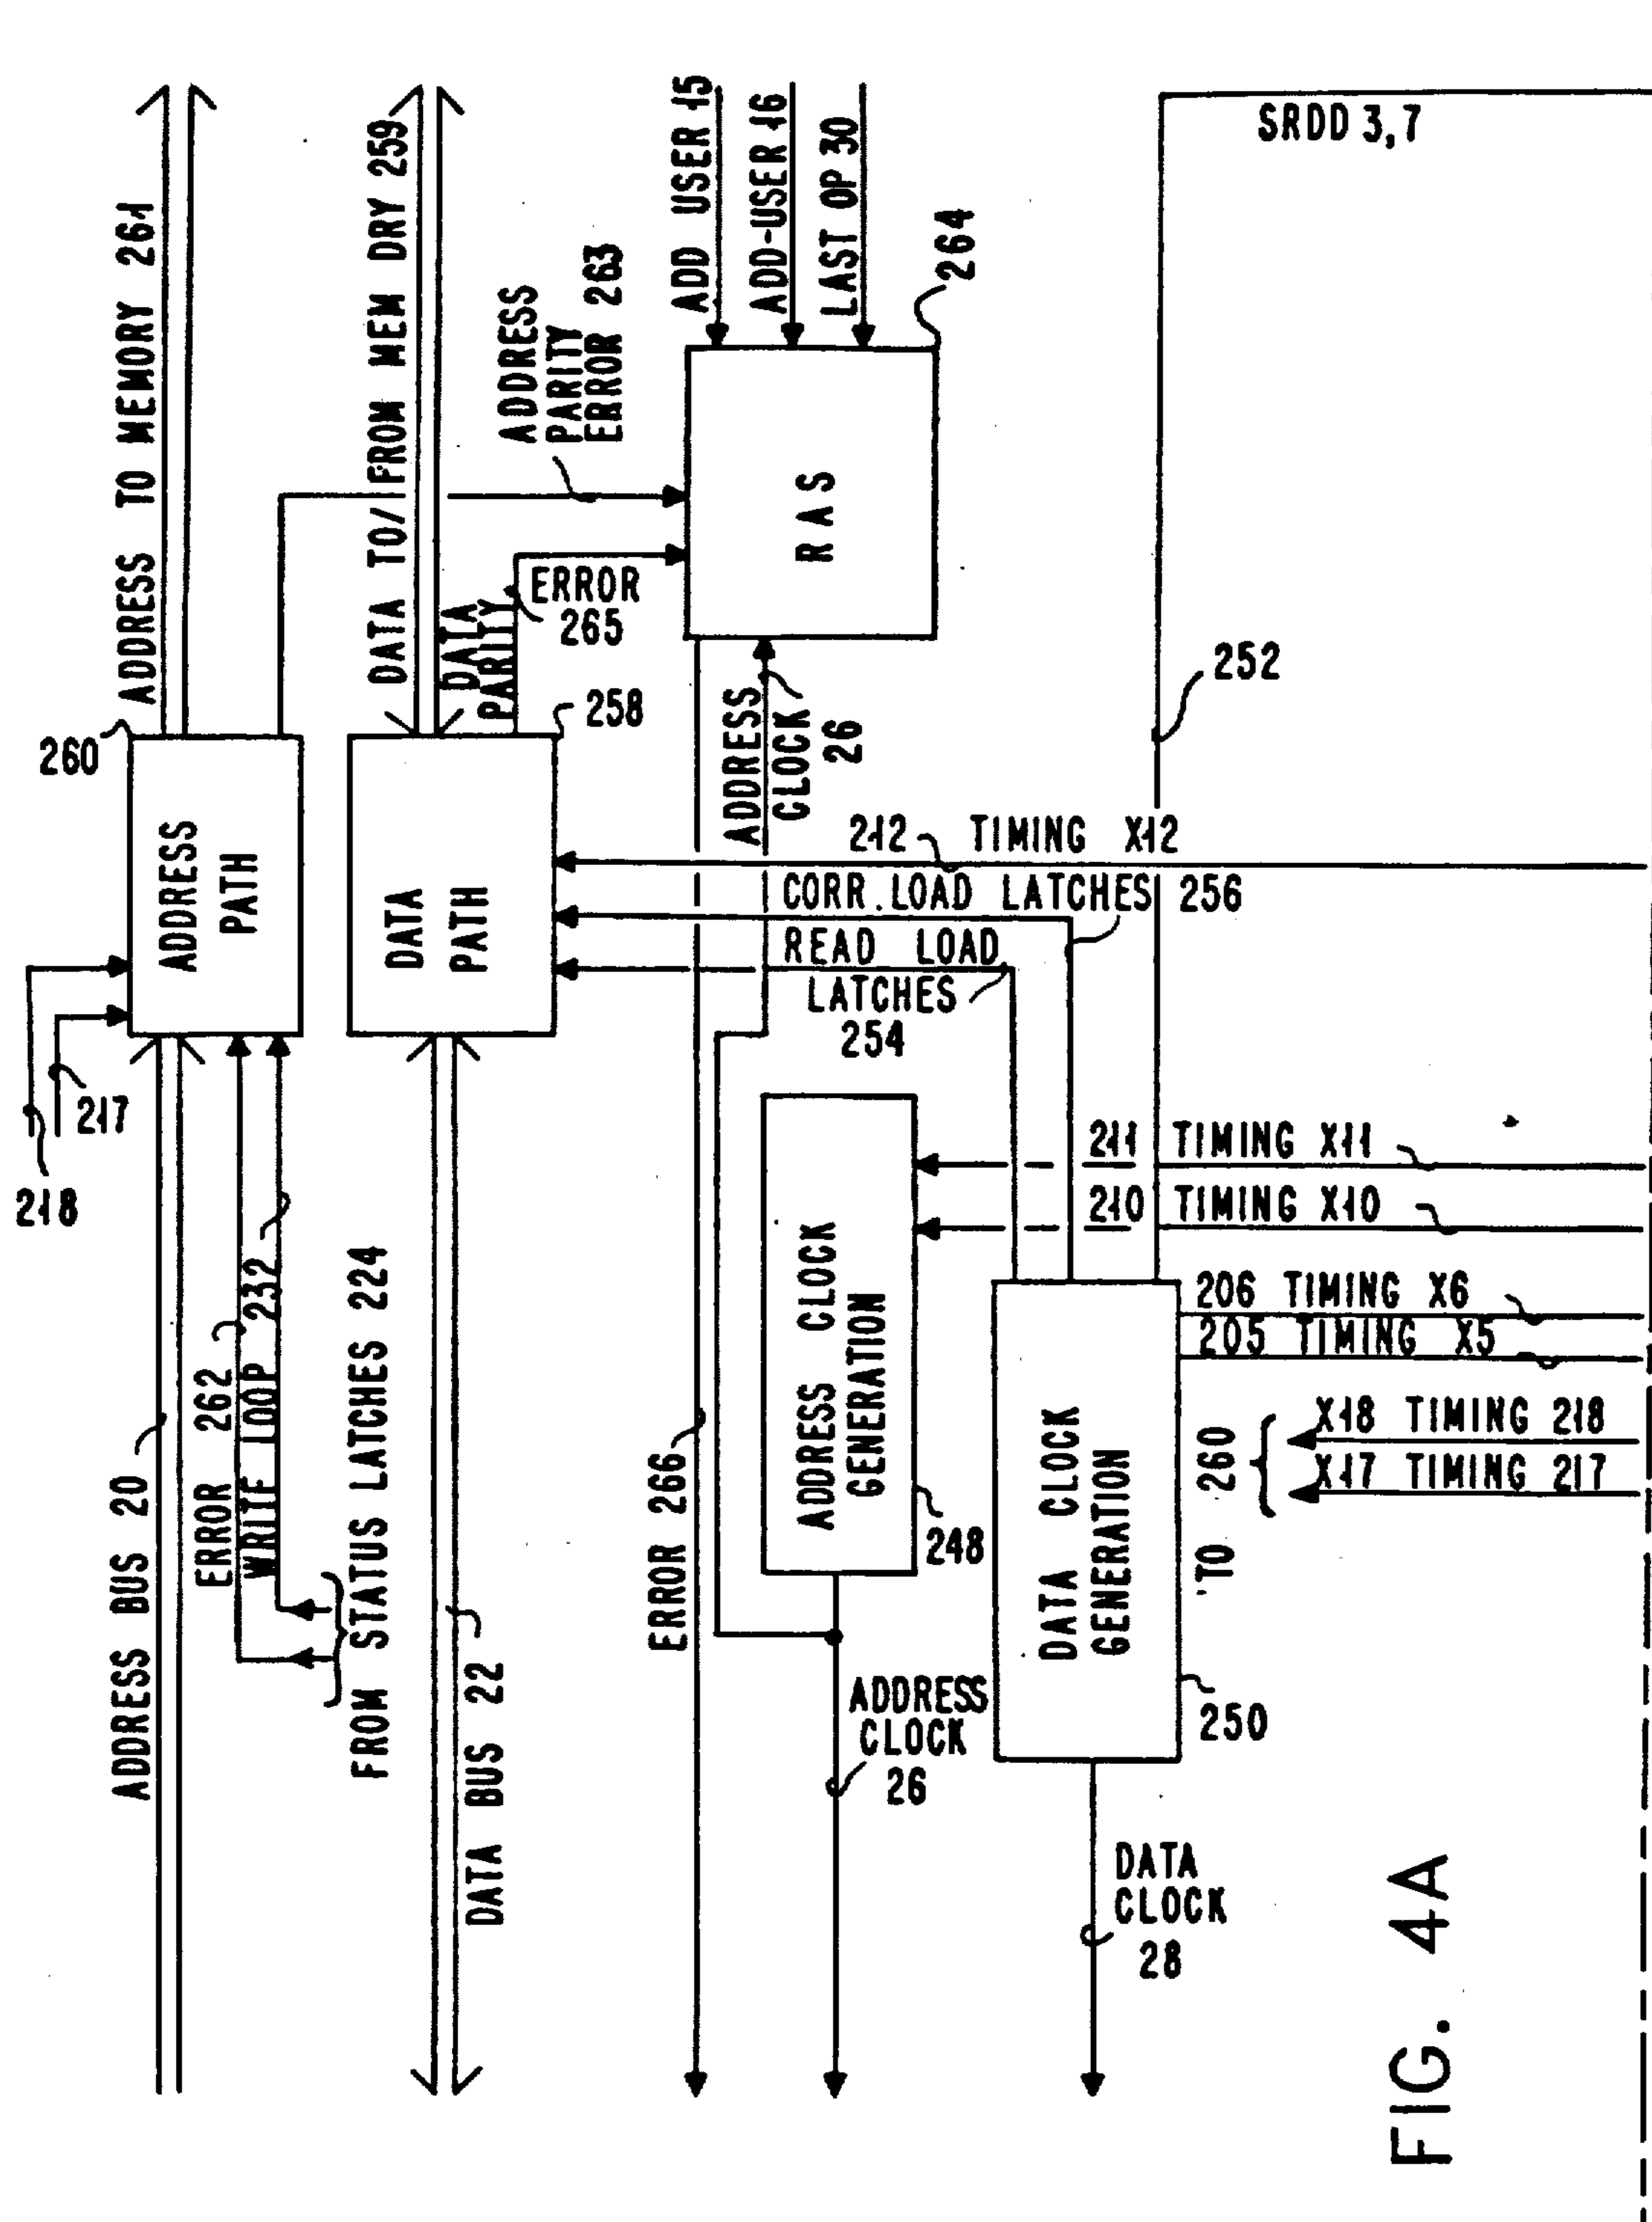 ADDRESS TO MEMORY 261
260
ADDRESS
PATH
218
217
ADDRESS BUS 20
ERROR 262
WRITE LOOP 232
FROM STATUS LATCHES 224
DATA TO/FROM MEM DRY 259
DATA
PARITY
ERROR
265
ADDRESS
PARITY
ERROR 263
258
DATA
PATH
DATA BUS 22
ADD USER 15
ADD-USER 16
LAST OP 30
RAS
264
ERROR 266
ADDRESS
CLOCK
26
212 TIMING X12
CORR. LOAD LATCHES 256
READ LOAD
LATCHES
254
SRDD 3,7
252
ADDRESS CLOCK
GENERATION
248
211 TIMING X11
210 TIMING X10
206 TIMING X6
205 TIMING X5
X18 TIMING 218
X17 TIMING 217
TO 260
DATA CLOCK
GENERATION
250
ADDRESS
CLOCK
26
DATA
CLOCK
28
FIG. 4A